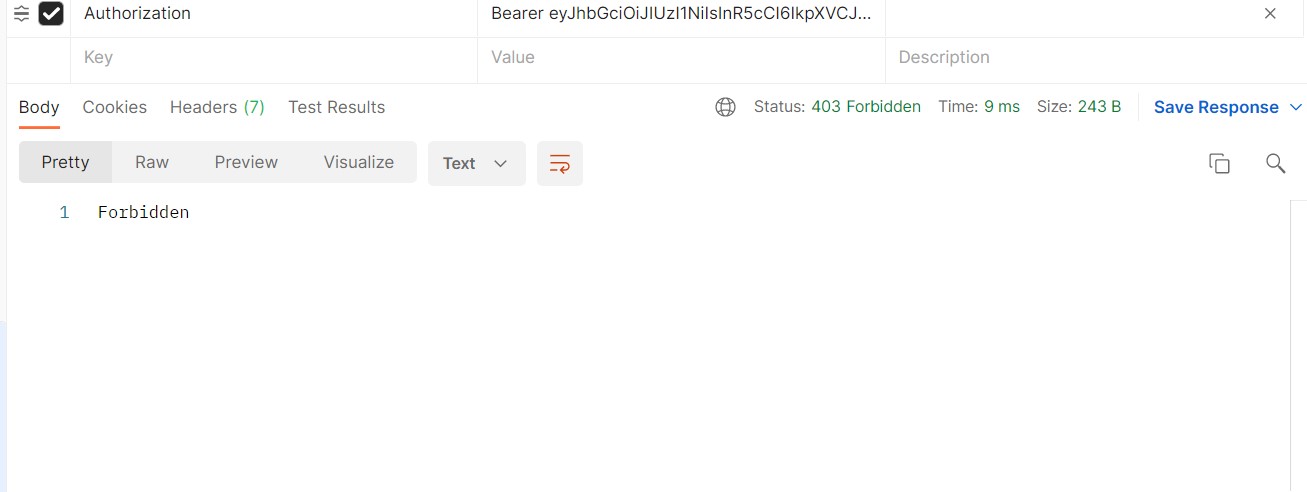 Authorization Bearer eyJhbGciOiJIUzI1NiIsInR5cCI6IkpXVCJ...
Key Value Description
Body Cookies Headers (7) Test Results Status: 403 Forbidden Time: 9 ms Size: 243 B Save Response
Pretty Raw Preview Visualize Text
1 Forbidden